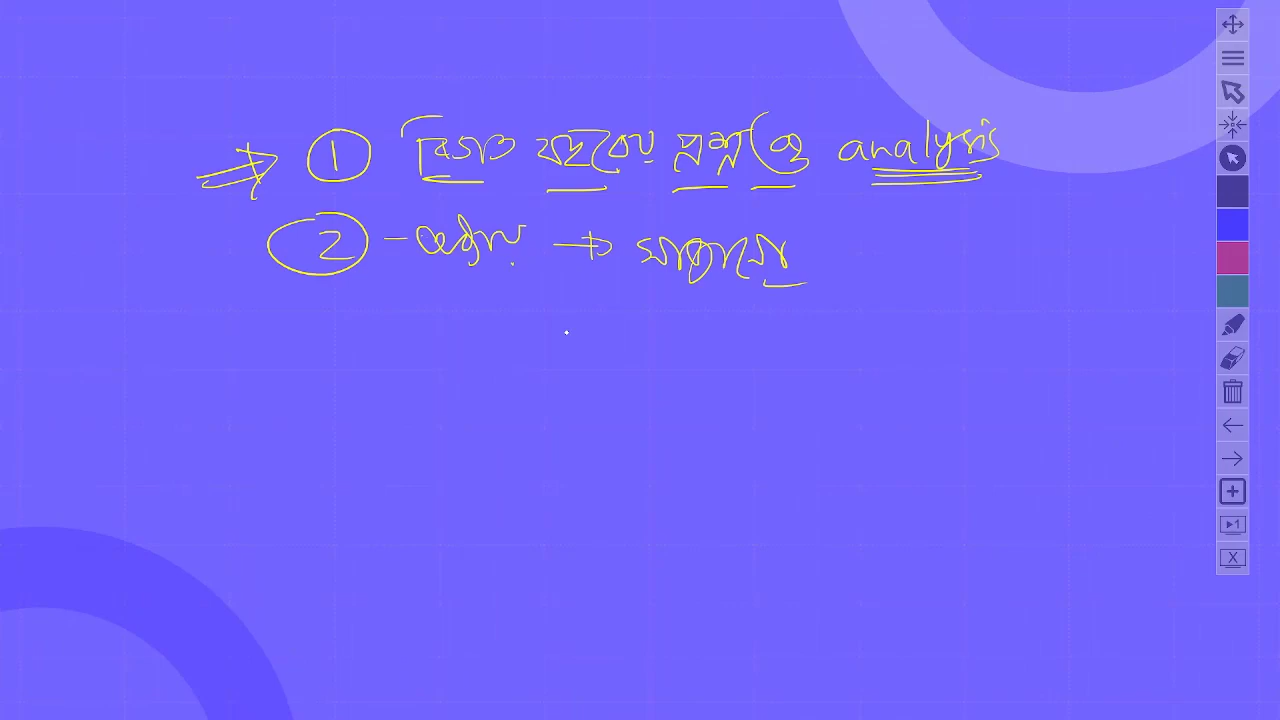 ⇒ ① বিগত বছরের প্রশ্ন (ও analysis
② - অধ্যায় → সাজানো